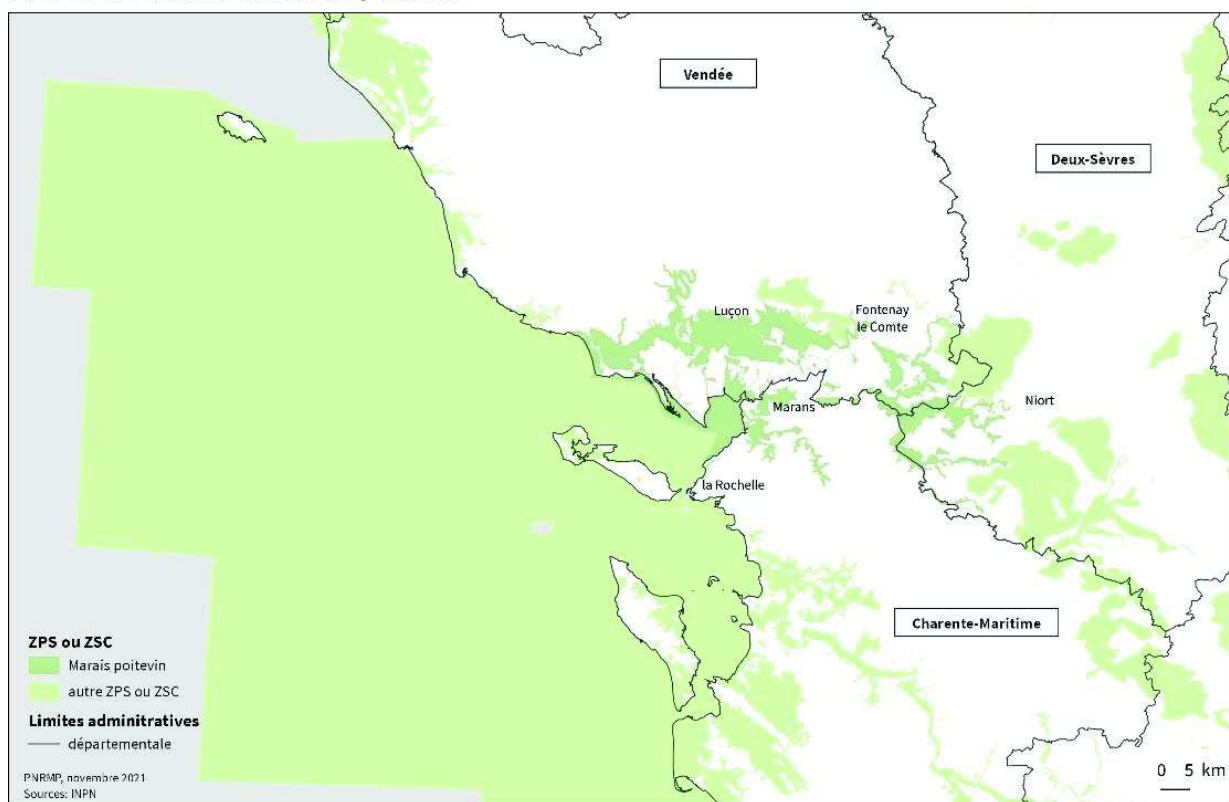 Vendée
Deux-Sèvres
Luçon
Fontenay
le Comte
Marans
Niort
la Rochelle
Charente-Maritime
ZPS ou ZSC
Marais poitevin
autre ZPS ou ZSC
Limites adminitratives
départementale
PNRMP, novembre 2021
Sources: INPN
0 5 km